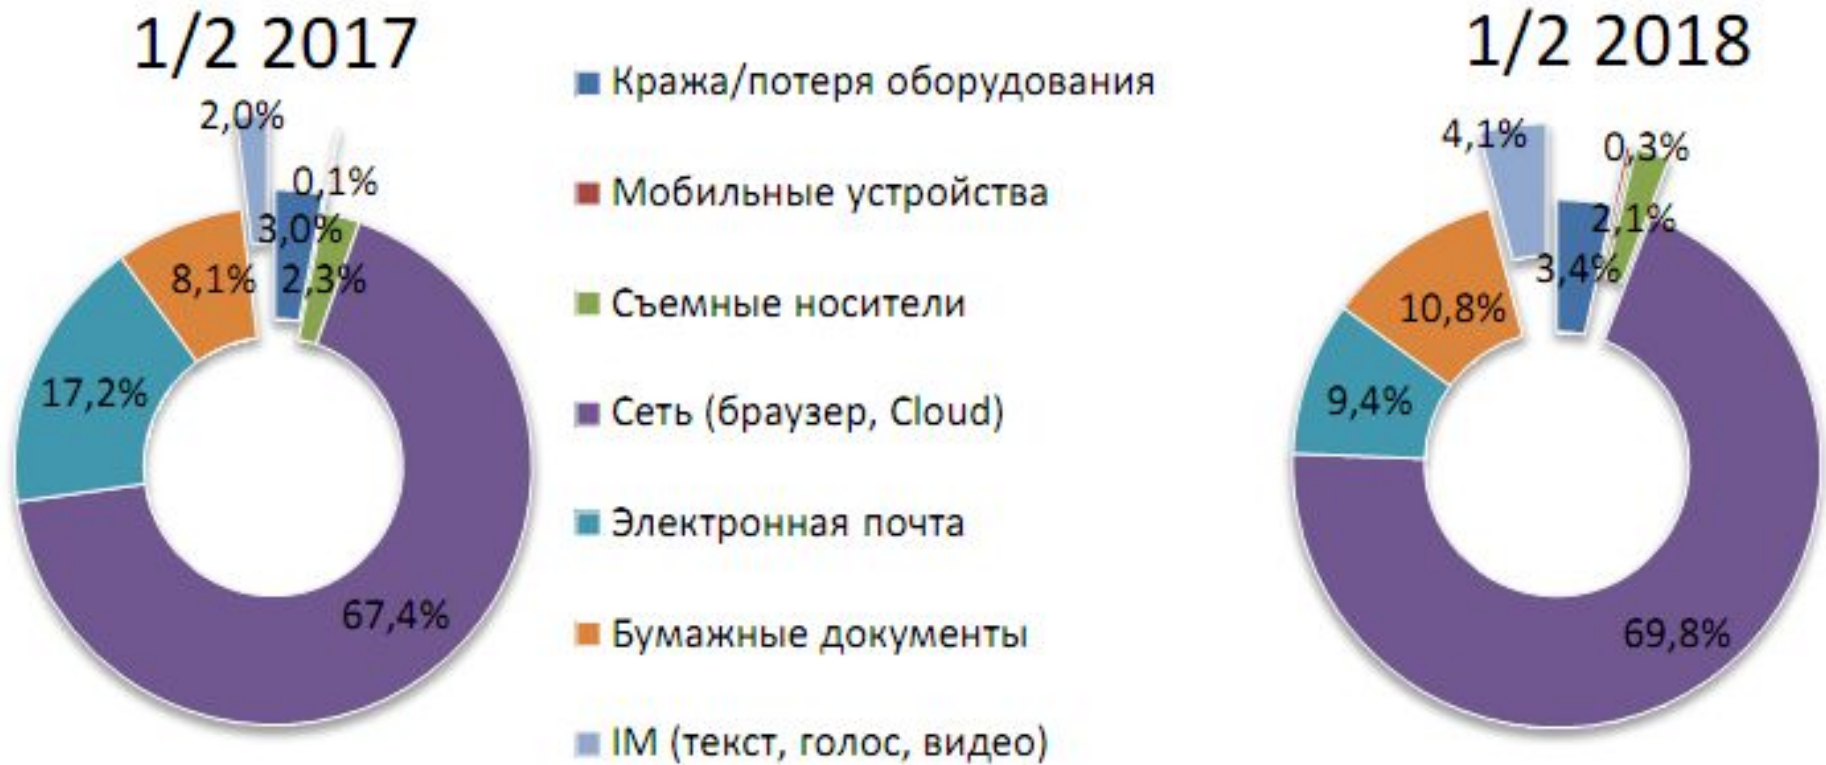 1/2 2017
2,0%
0,1%
3,0%
8,1%
2,3%
17,2%
67,4%
Кража/потеря оборудования
Мобильные устройства
Съемные носители
Сеть (браузер, Cloud)
Электронная почта
Бумажные документы
IM (текст, голос, видео)
1/2 2018
4,1%
0,3%
2,1%
3,4%
10,8%
9,4%
69,8%